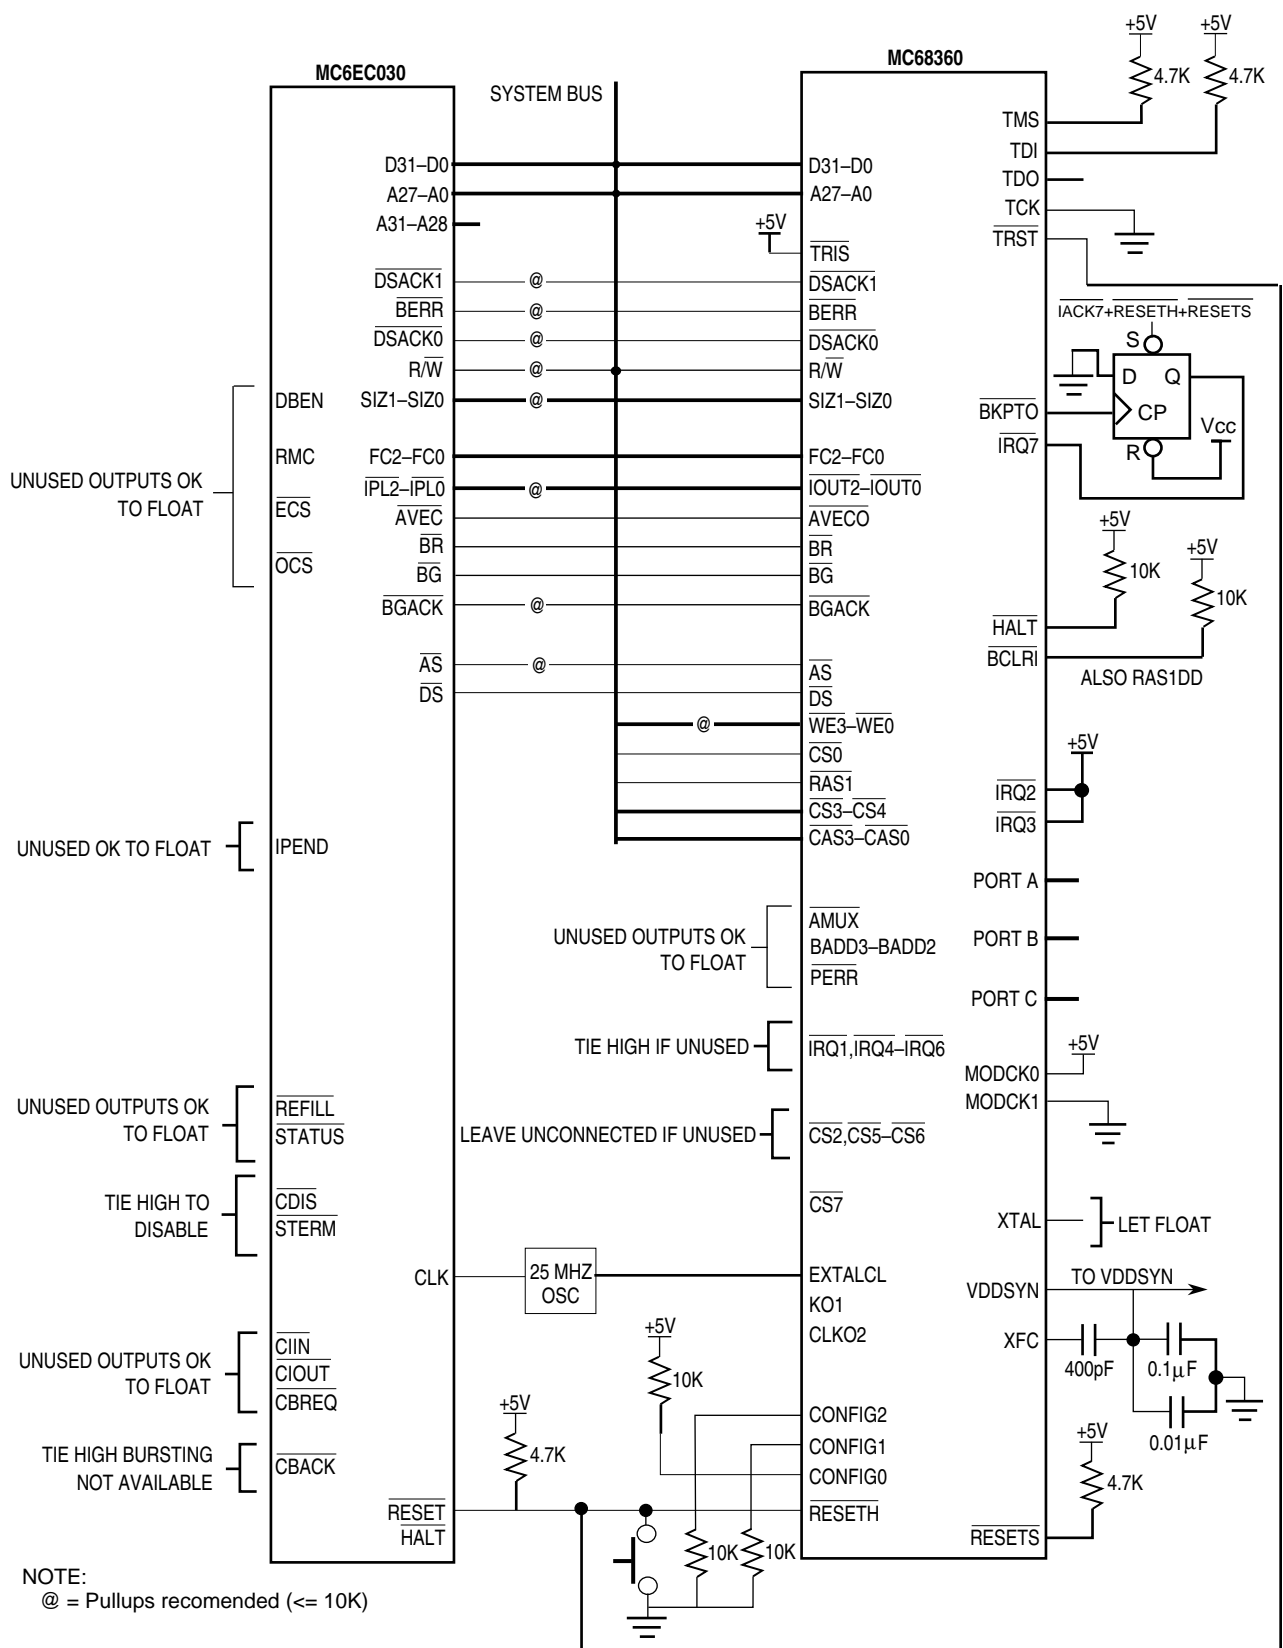 MC6EC030
MC68360
SYSTEM BUS
+5V
+5V
4.7K
4.7K
D31–D0
A27–A0
A31–A28
DSACK1
@
BERR
@
DSACK0
@
R/W
@
DBEN
SIZ1–SIZ0
@
RMC
FC2–FC0
IPL2–IPL0
@
ECS
AVEC
BR
OCS
BG
BGACK
@
AS
@
DS
UNUSED OUTPUTS OK
TO FLOAT
UNUSED OK TO FLOAT
IPEND
UNUSED OUTPUTS OK
TO FLOAT
REFILL
STATUS
TIE HIGH TO
DISABLE
CDIS
STERM
CLK
25 MHZ
OSC
UNUSED OUTPUTS OK
TO FLOAT
CIIN
CIOUT
CBREQ
TIE HIGH BURSTING
NOT AVAILABLE
CBACK
RESET
HALT
+5V
4.7K
D31–D0
A27–A0
+5V
TRIS
DSACK1
BERR
DSACK0
R/W
SIZ1–SIZ0
FC2–FC0
IOUT2–IOUT0
AVECO
BR
BG
BGACK
AS
DS
@
WE3–WE0
CS0
RAS1
CS3–CS4
CAS3–CAS0
UNUSED OUTPUTS OK
TO FLOAT
AMUX
BADD3–BADD2
PERR
TIE HIGH IF UNUSED
IRQ1,IRQ4–IRQ6
LEAVE UNCONNECTED IF UNUSED
CS2,CS5–CS6
CS7
EXTALCL
KO1
CLKO2
+5V
10K
CONFIG2
CONFIG1
CONFIG0
RESETH
10K
10K
TMS
TDI
TDO
TCK
TRST
IACK7+RESETH+RESETS
S
D
Q
CP
R
Vcc
BKPTO
IRQ7
+5V
10K
+5V
10K
HALT
BCLRI
ALSO RAS1DD
+5V
IRQ2
IRQ3
PORT A
PORT B
PORT C
+5V
MODCK0
MODCK1
XTAL
LET FLOAT
TO VDDSYN
VDDSYN
XFC
400pF
0.1µF
0.01µF
+5V
4.7K
RESETS
NOTE:
@ = Pullups recomended (<= 10K)